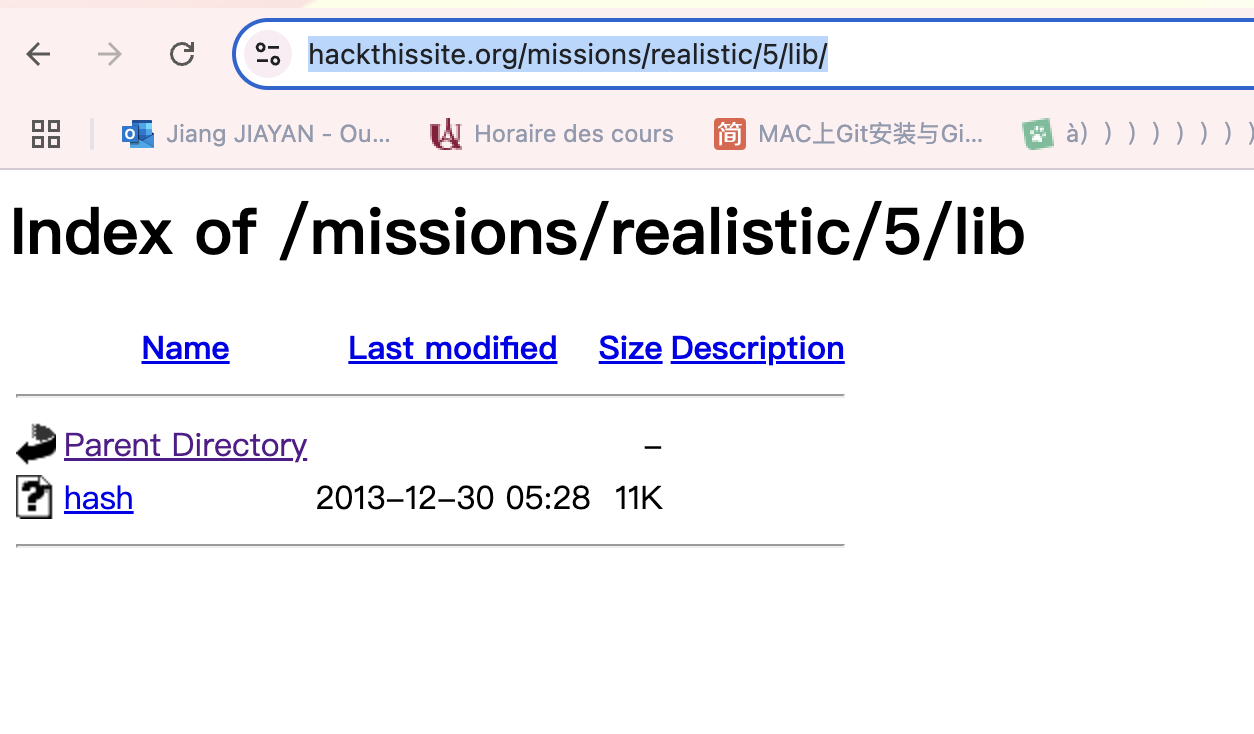 hackthissite.org/missions/realistic/5/lib/
Jiang JIAYAN - Ou... Horaire des cours 简 MAC上Git安装与Gi... à) ) ) ) ) ) ) )
Index of /missions/realistic/5/lib
Name Last modified Size Description
Parent Directory -
hash 2013-12-30 05:28 11K